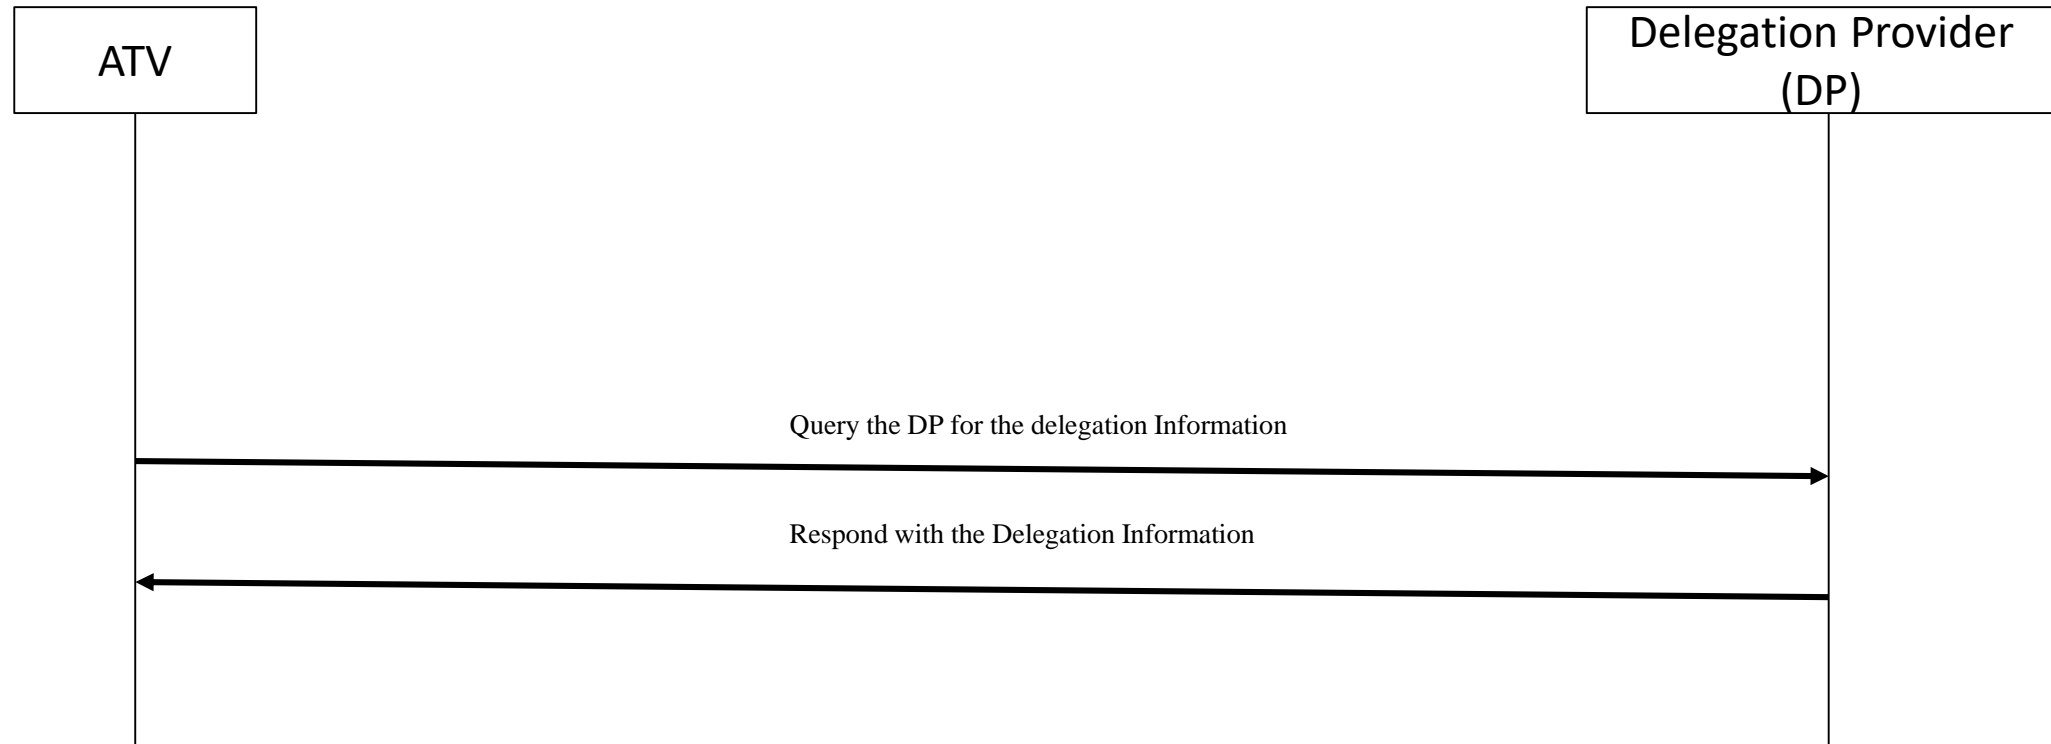 ATV
Delegation Provider
(DP)
Query the DP for the delegation Information
Respond with the Delegation Information